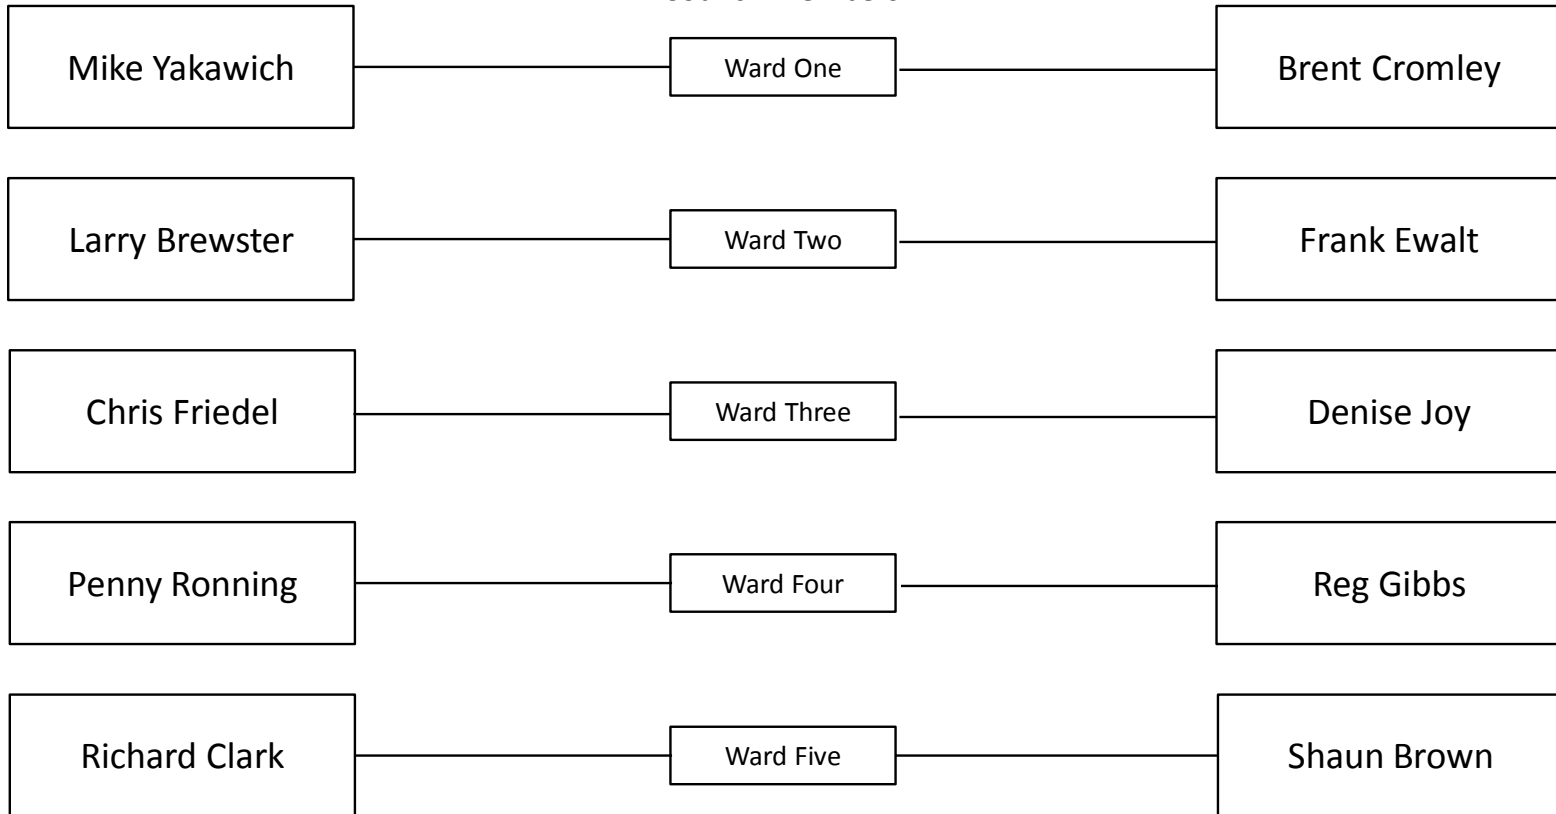 Mike Yakawich Ward One Brent Cromley
Larry Brewster Ward Two Frank Ewalt
Chris Friedel Ward Three Denise Joy
Penny Ronning Ward Four Reg Gibbs
Richard Clark Ward Five Shaun Brown